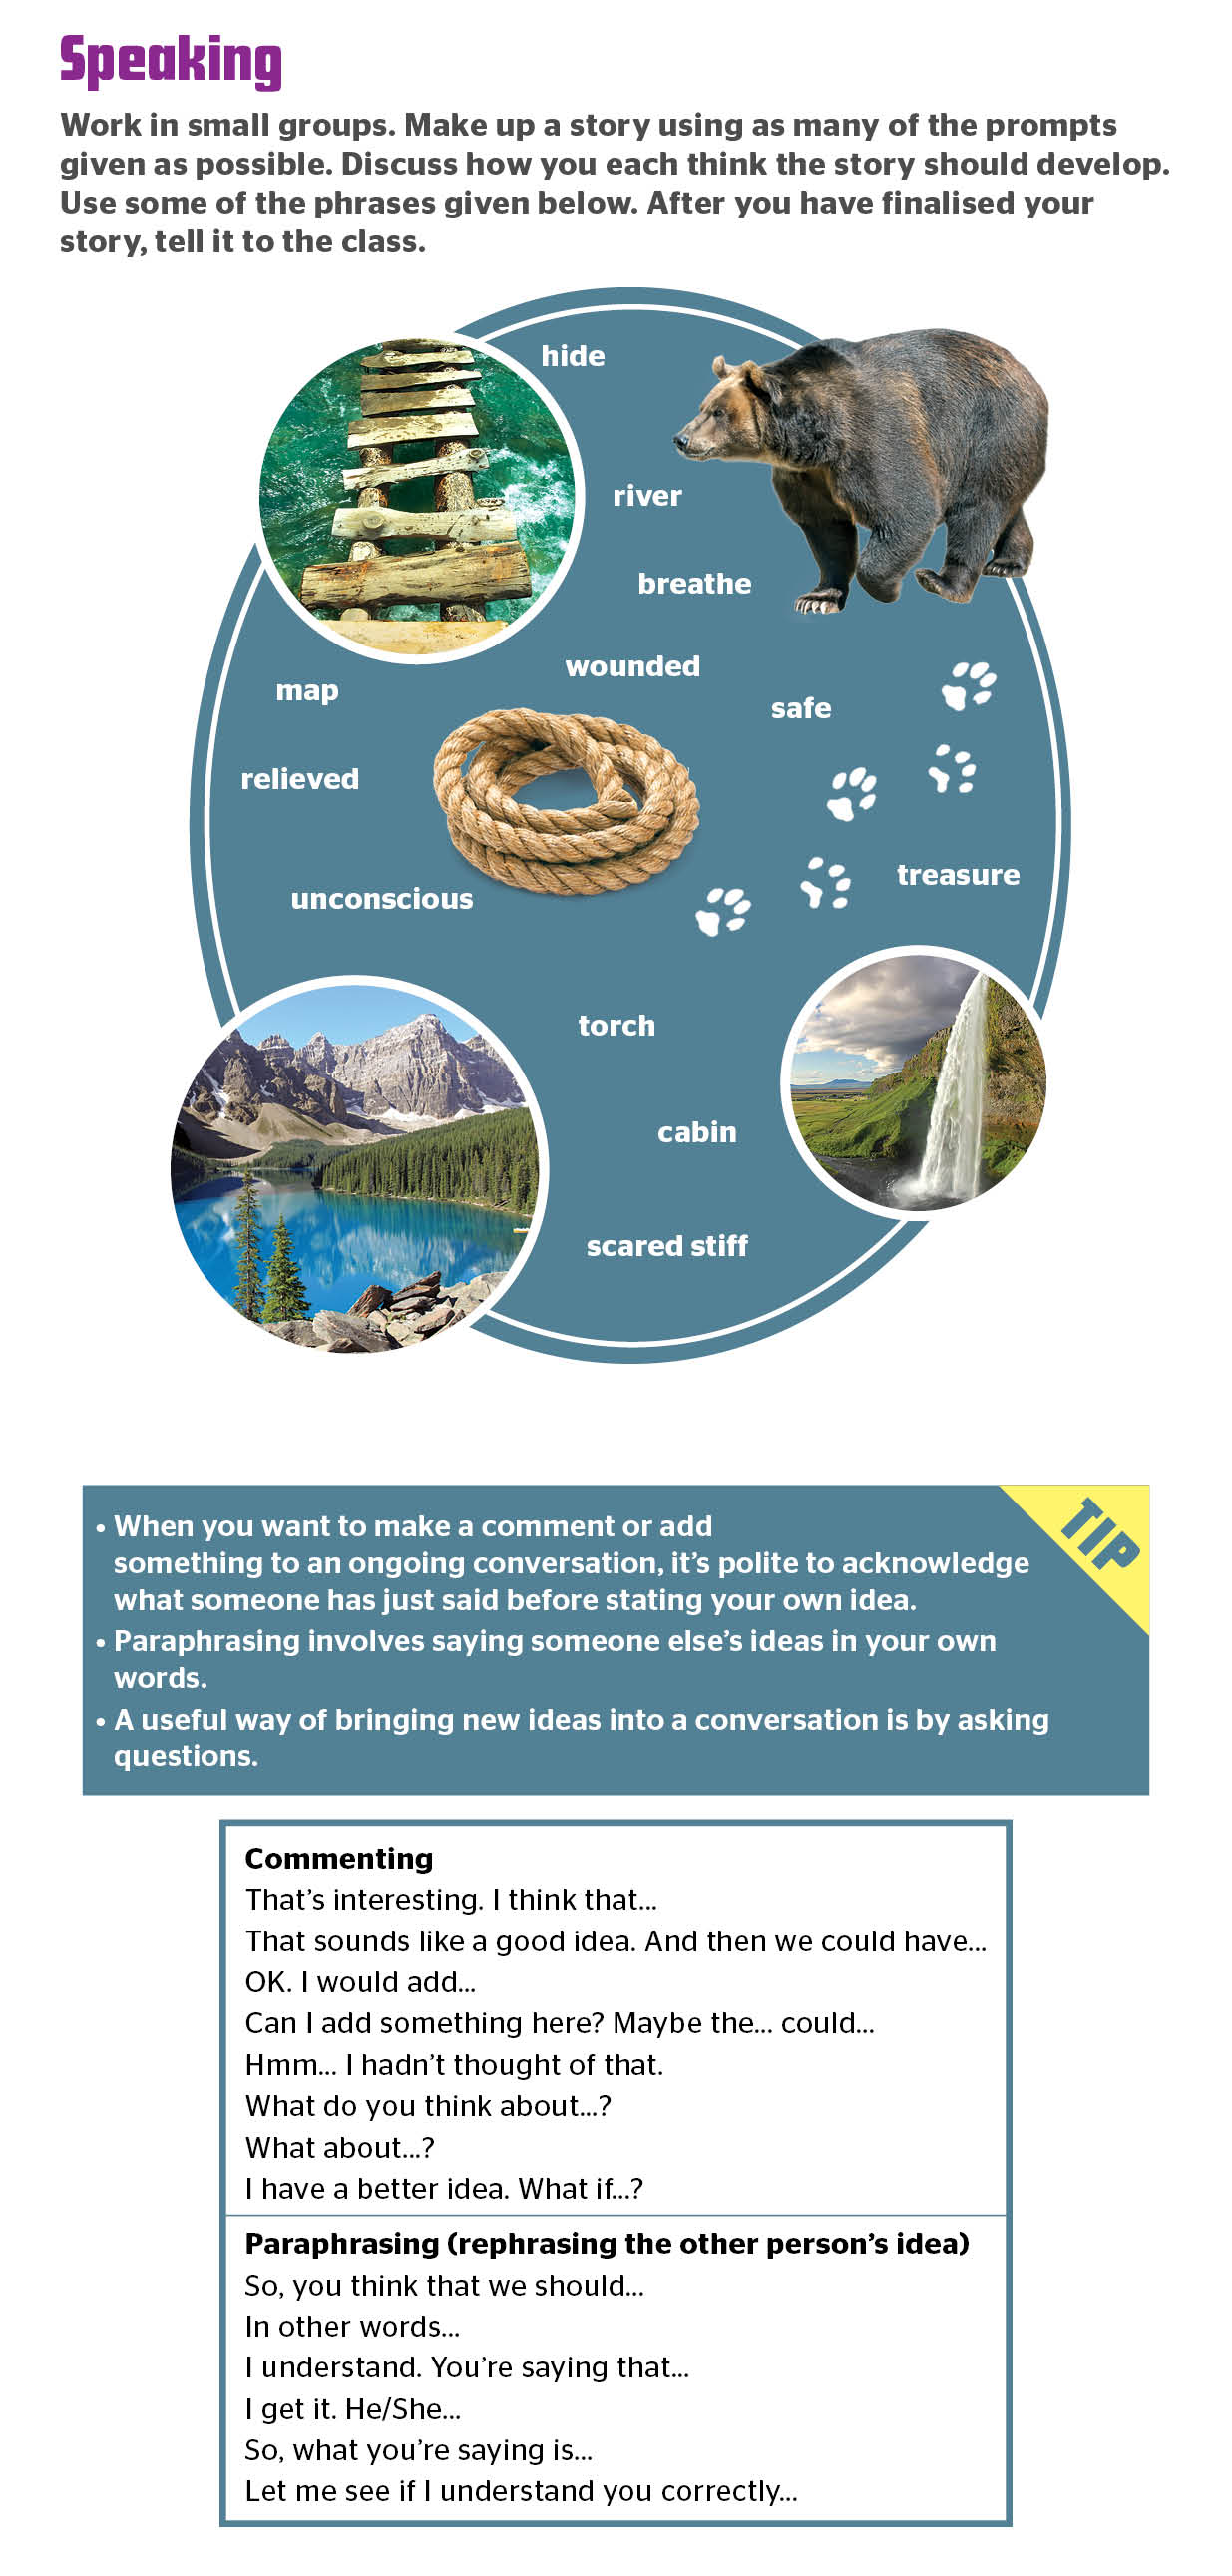 Speaking
Work in small groups. Make up a story using as many of the prompts
given as possible. Discuss how you each think the story should develop.
Use some of the phrases given below. After you have finalised your
story, tell it to the class.
hide
river
breathe
wounded
map
safe
relieved
treasure
unconscious
torch
cabin
scared stiff
TIP
• When you want to make a comment or add
something to an ongoing conversation, it’s polite to acknowledge
what someone has just said before stating your own idea.
• Paraphrasing involves saying someone else’s ideas in your own
words.
• A useful way of bringing new ideas into a conversation is by asking
questions.
Commenting
That’s interesting. I think that...
That sounds like a good idea. And then we could have...
OK. I would add...
Can I add something here? Maybe the... could...
Hmm... I hadn’t thought of that.
What do you think about...?
What about...?
I have a better idea. What if...?
Paraphrasing (rephrasing the other person’s idea)
So, you think that we should...
In other words...
I understand. You’re saying that...
I get it. He/She...
So, what you’re saying is...
Let me see if I understand you correctly...